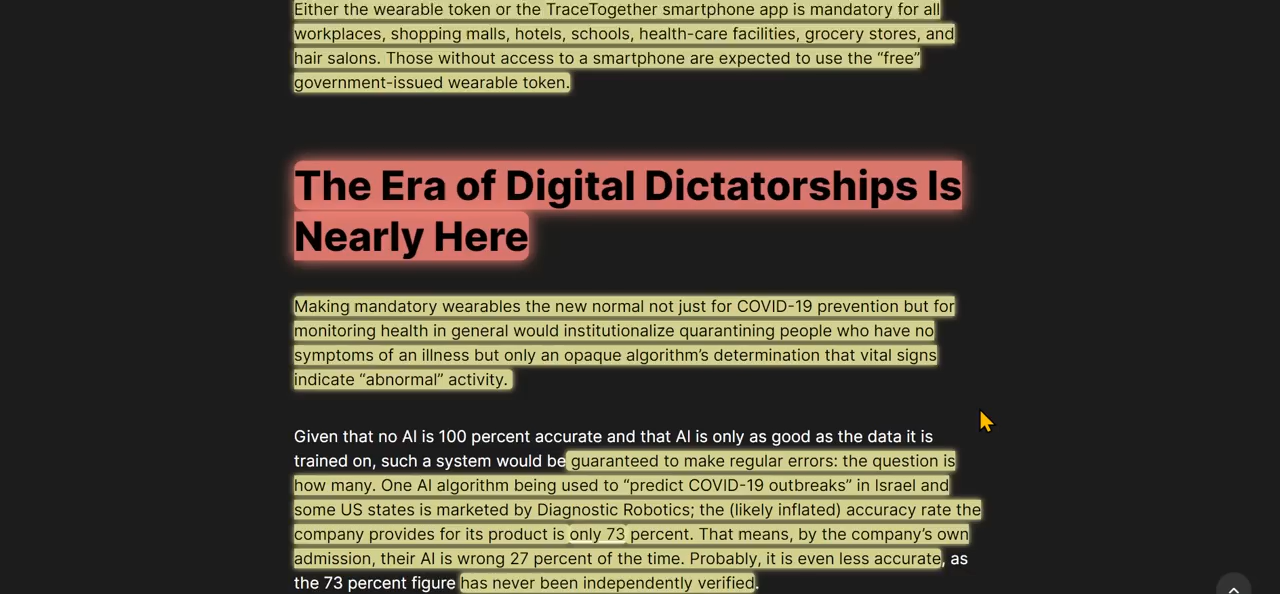 Either the wearable token or the TraceTogether smartphone app is mandatory for all
workplaces, shopping malls, hotels, schools, health-care facilities, grocery stores, and
hair salons. Those without access to a smartphone are expected to use the “free”
government-issued wearable token.
The Era of Digital Dictatorships Is
Nearly Here
Making mandatory wearables the new normal not just for COVID-19 prevention but for
monitoring health in general would institutionalize quarantining people who have no
symptoms of an illness but only an opaque algorithm’s determination that vital signs
indicate “abnormal” activity.
Given that no AI is 100 percent accurate and that AI is only as good as the data it is
trained on, such a system would be guaranteed to make regular errors: the question is
how many. One AI algorithm being used to “predict COVID-19 outbreaks” in Israel and
some US states is marketed by Diagnostic Robotics; the (likely inflated) accuracy rate the
company provides for its product is only 73 percent. That means, by the company’s own
admission, their AI is wrong 27 percent of the time. Probably, it is even less accurate, as
the 73 percent figure has never been independently verified.